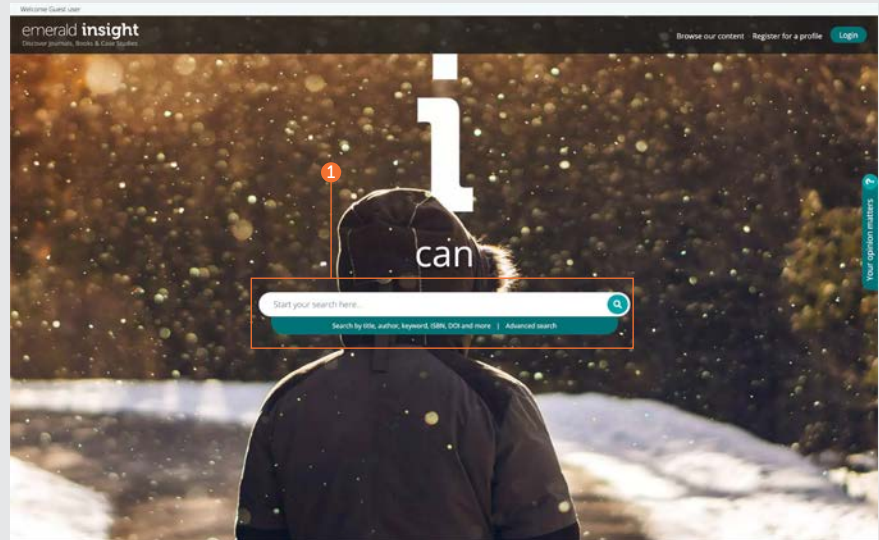 Welcome Guest user
emerald insight
Discover Journals, Books & Case Studies
Browse our content
Register for a profile
Login
i
1
can
Start your search here...
Search by title, author, keyword, ISBN, DOI and more | Advanced search
Your opinion matters ?